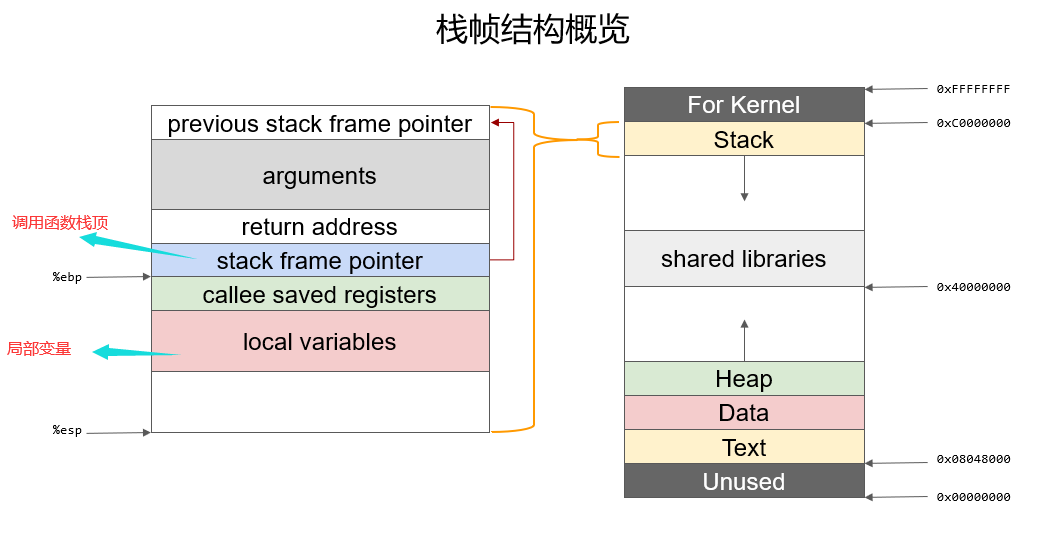 栈帧结构概览
previous stack frame pointer
arguments
return address
stack frame pointer
callee saved registers
local variables
调用函数栈顶
%ebp
局部变量
%esp
For Kernel
Stack
shared libraries
Heap
Data
Text
Unused
0xFFFFFFFF
0xC0000000
0x40000000
0x08048000
0x00000000